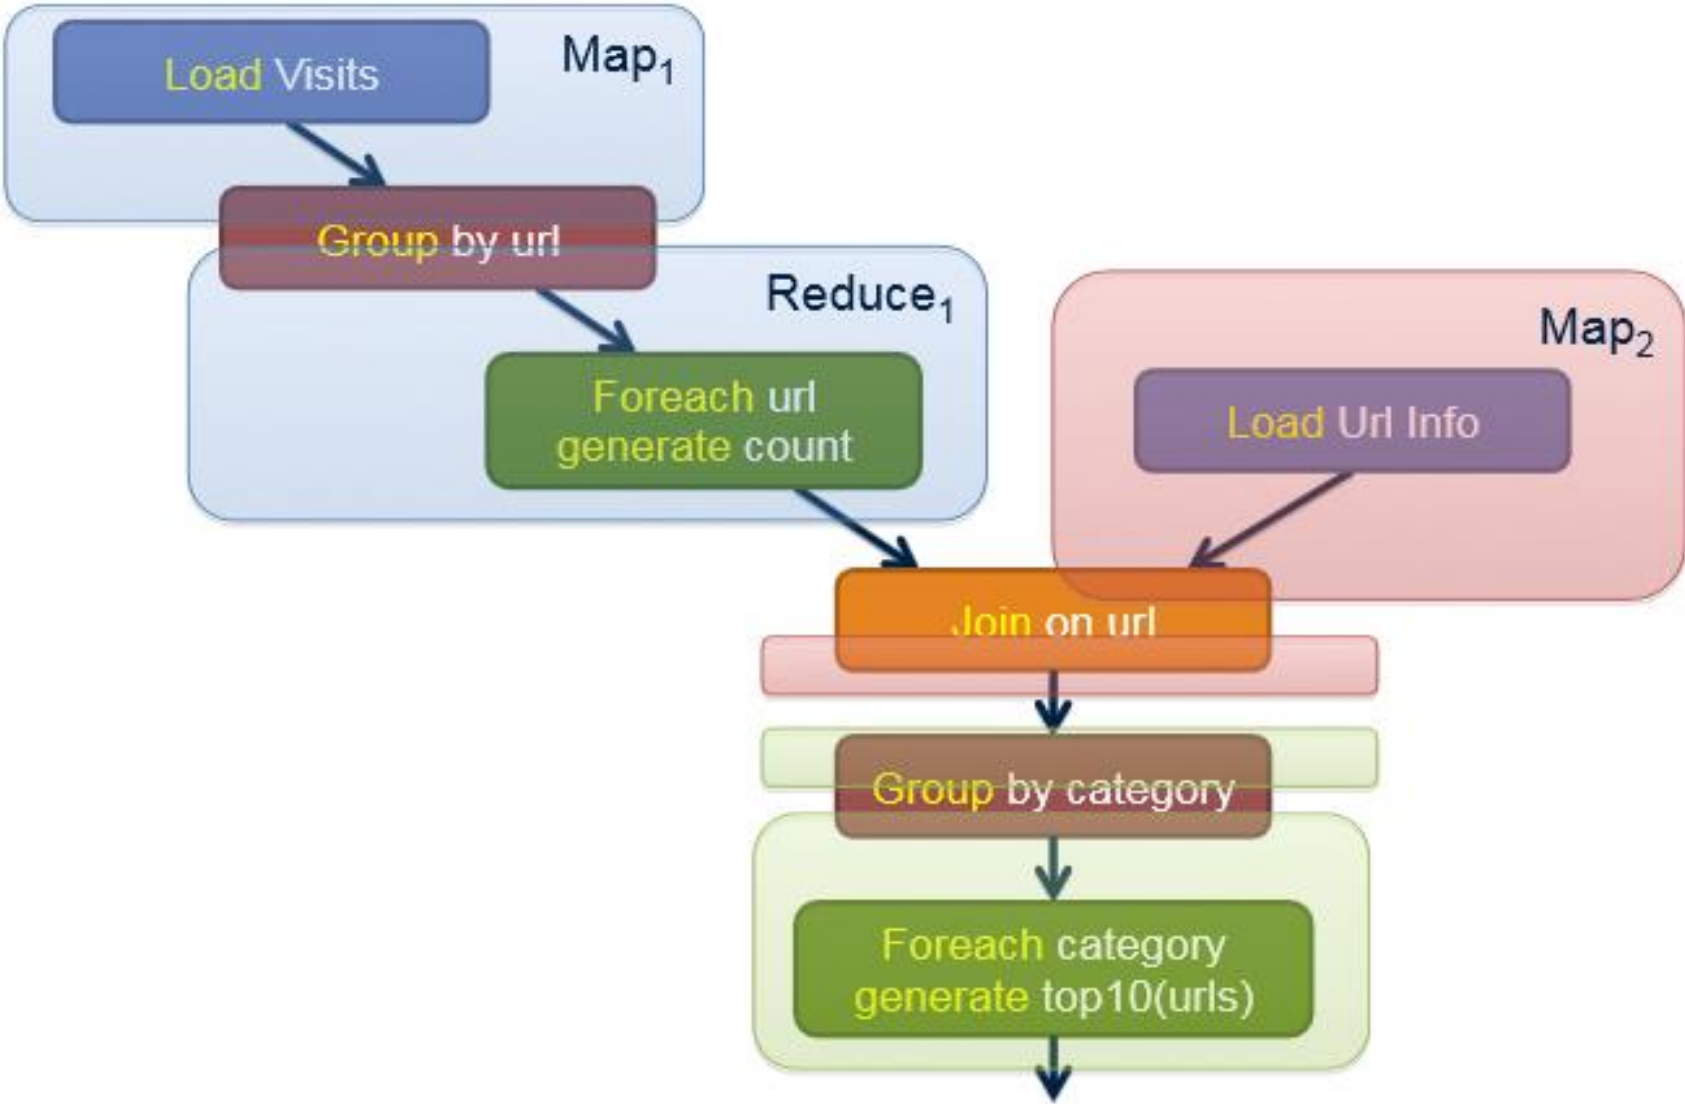 Load Visits
Map₁
Group by url
Reduce₁
Foreach url
generate count
Map₂
Load Url Info
Join on url
Group by category
Foreach category
generate top10(urls)